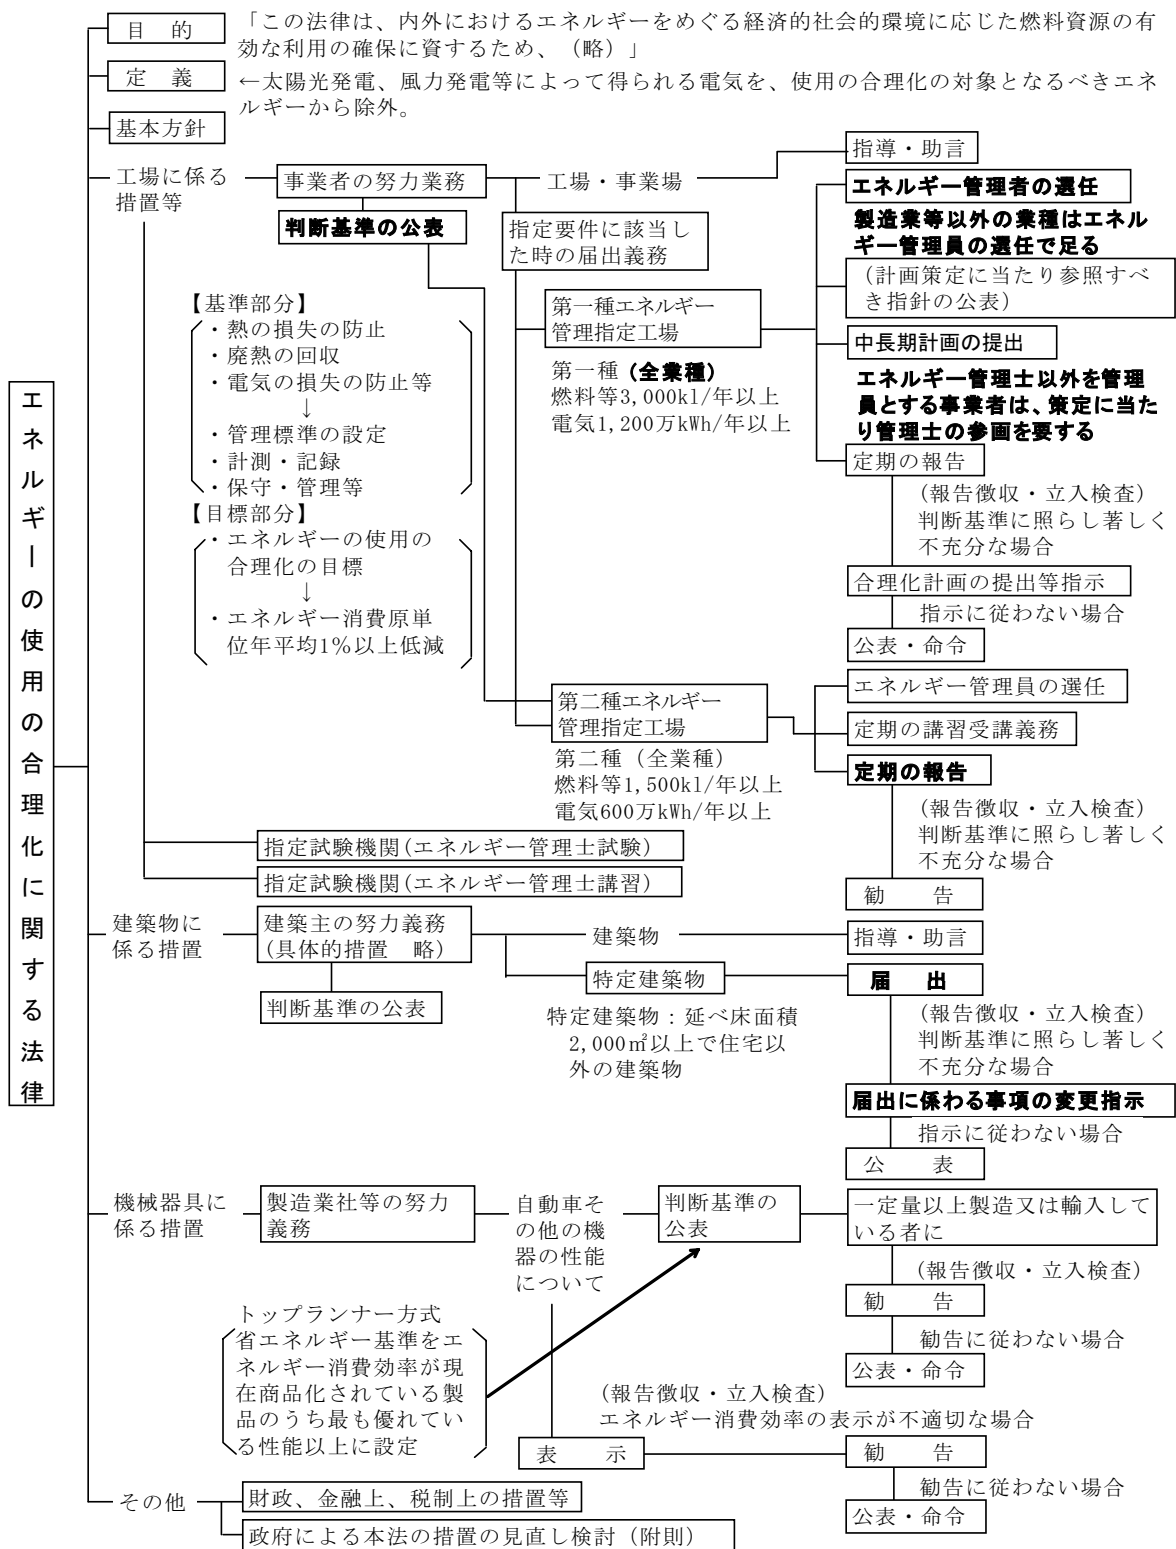 エネルギーの使用の合理化に関する法律
目　的
「この法律は、内外におけるエネルギーをめぐる経済的社会的環境に応じた燃料資源の有
効な利用の確保に資するため、（略）」
定　義
←太陽光発電、風力発電等によって得られる電気を、使用の合理化の対象となるべきエネ
ルギーから除外。
基本方針
工場に係る
措置等
事業者の努力業務
判断基準の公表
【基準部分】
・熱の損失の防止
・廃熱の回収
・電気の損失の防止等
↓
・管理標準の設定
・計測・記録
・保守・管理等
【目標部分】
・エネルギーの使用の
合理化の目標
↓
・エネルギー消費原単
位年平均1%以上低減
工場・事業場
指導・助言
指定要件に該当し
た時の届出義務
第一種エネルギー
管理指定工場
第一種（全業種）
燃料等3,000kl/年以上
電気1,200万kWh/年以上
エネルギー管理者の選任
製造業等以外の業種はエネル
ギー管理員の選任で足る
（計画策定に当たり参照すべ
き指針の公表）
中長期計画の提出
エネルギー管理士以外を管理
員とする事業者は、策定に当た
り管理士の参画を要する
定期の報告
（報告徴収・立入検査）
判断基準に照らし著しく
不充分な場合
合理化計画の提出等指示
指示に従わない場合
公表・命令
第二種エネルギー
管理指定工場
第二種（全業種）
燃料等1,500kl/年以上
電気600万kWh/年以上
エネルギー管理員の選任
定期の講習受講義務
定期の報告
（報告徴収・立入検査）
判断基準に照らし著しく
不充分な場合
勧　告
指定試験機関(エネルギー管理士試験)
指定試験機関(エネルギー管理士講習)
建築物に
係る措置
建築主の努力義務
(具体的措置　略)
判断基準の公表
建築物
指導・助言
特定建築物
特定建築物：延べ床面積
2,000㎡以上で住宅以
外の建築物
届　出
（報告徴収・立入検査）
判断基準に照らし著しく
不充分な場合
届出に係わる事項の変更指示
指示に従わない場合
公　表
機械器具に
係る措置
製造業社等の努力
義務
自動車そ
の他の機
器の性能
について
判断基準の
公表
一定量以上製造又は輸入して
いる者に
（報告徴収・立入検査）
勧　告
勧告に従わない場合
公表・命令
トップランナー方式
省エネルギー基準をエ
ネルギー消費効率が現
在商品化されている製
品のうち最も優れてい
る性能以上に設定
（報告徴収・立入検査）
エネルギー消費効率の表示が不適切な場合
表　示
勧　告
勧告に従わない場合
公表・命令
その他
財政、金融上、税制上の措置等
政府による本法の措置の見直し検討（附則）